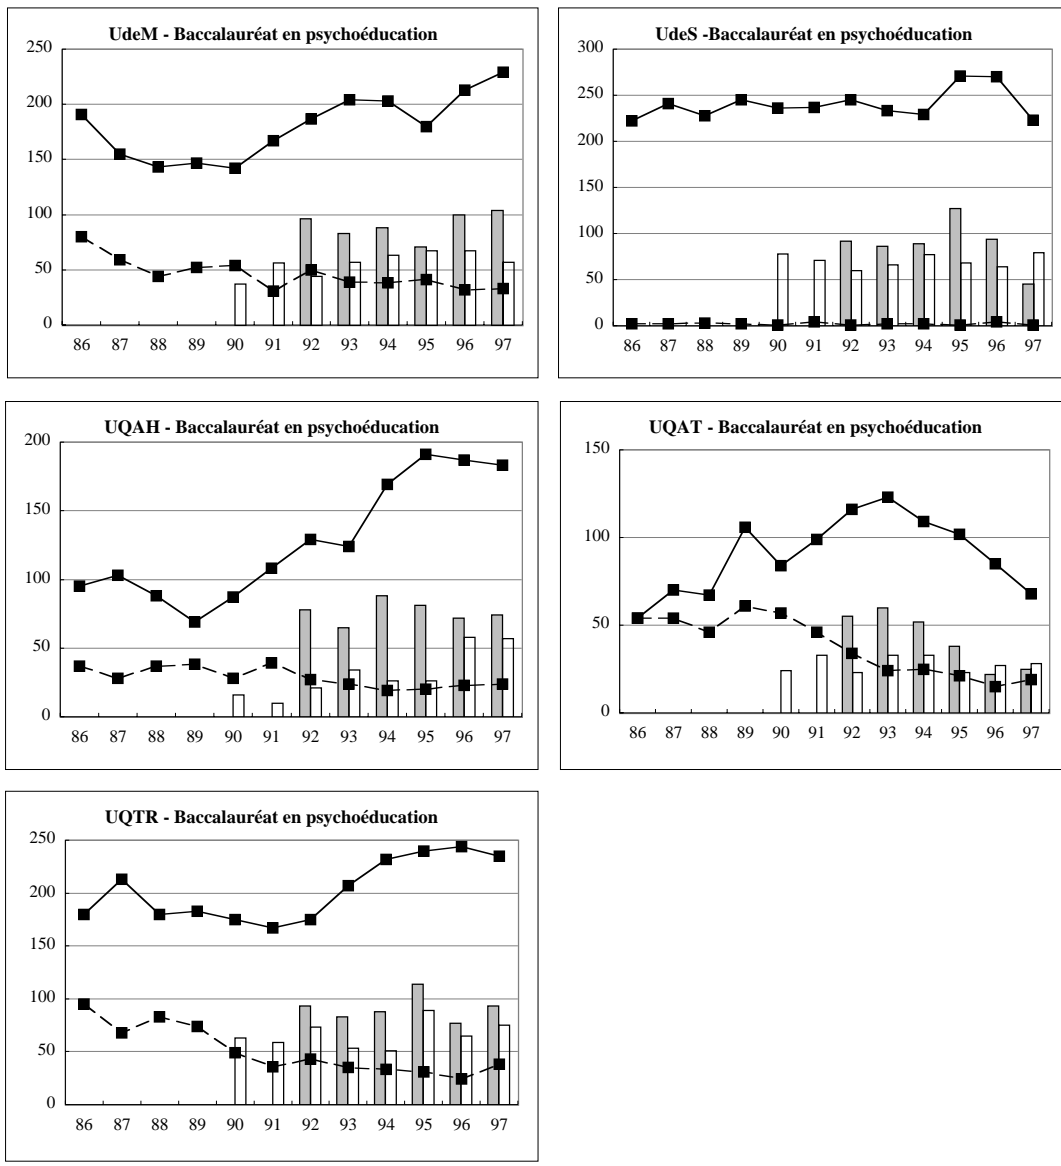 UdeM - Baccalauréat en psychoéducation
250
200
150
100
50
0
86 87 88 89 90 91 92 93 94 95 96 97
UdeS -Baccalauréat en psychoéducation
300
250
200
150
100
50
0
86 87 88 89 90 91 92 93 94 95 96 97
UQAH - Baccalauréat en psychoéducation
200
150
100
50
0
86 87 88 89 90 91 92 93 94 95 96 97
UQAT - Baccalauréat en psychoéducation
150
100
50
0
86 87 88 89 90 91 92 93 94 95 96 97
UQTR - Baccalauréat en psychoéducation
250
200
150
100
50
0
86 87 88 89 90 91 92 93 94 95 96 97